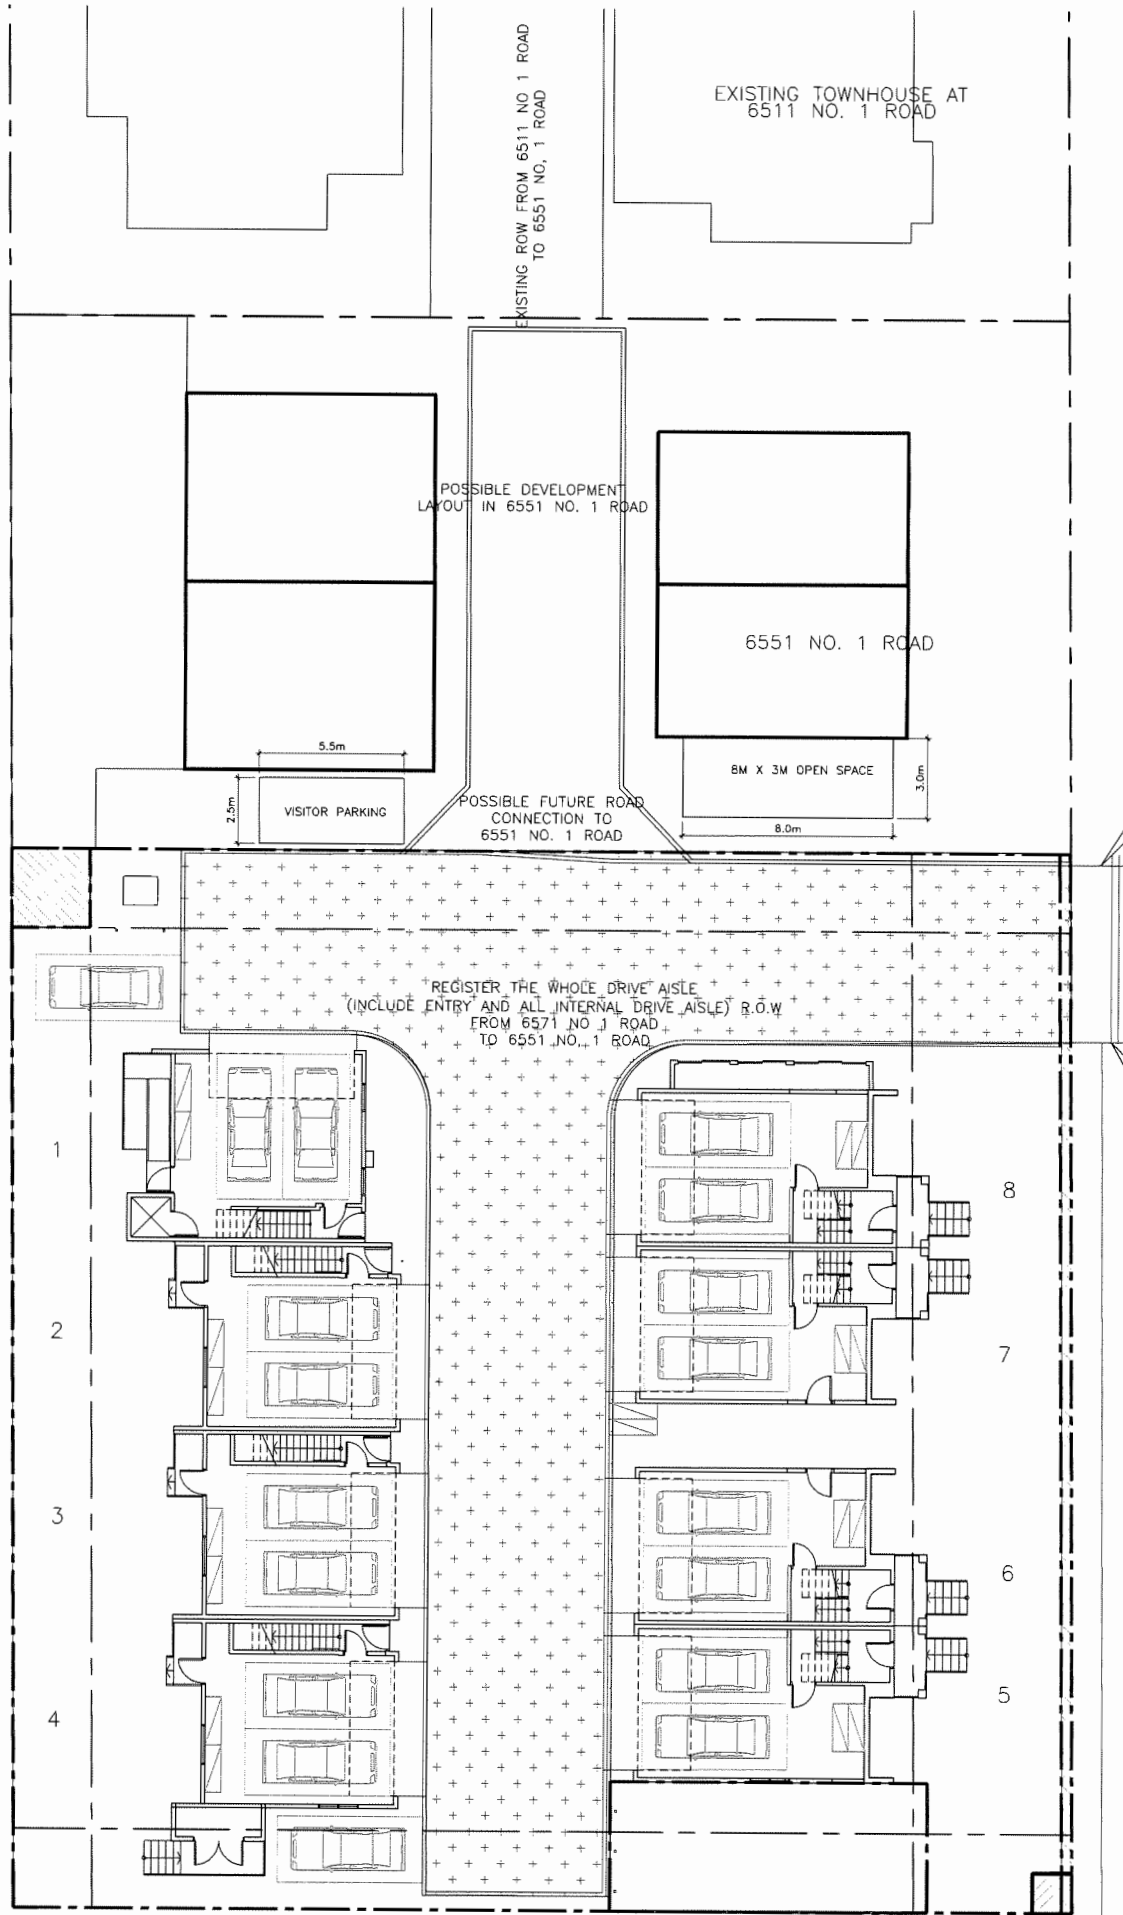 EXISTING TOWNHOUSE AT
6511 NO. 1 ROAD
EXISTING ROW FROM 6511 NO 1 ROAD
TO 6551 NO, 1 ROAD
POSSIBLE DEVELOPMENT
LAYOUT IN 6551 NO. 1 ROAD
6551 NO. 1 ROAD
5.5m
2.5m
VISITOR PARKING
8M X 3M OPEN SPACE
3.0m
8.0m
POSSIBLE FUTURE ROAD
CONNECTION TO
6551 NO. 1 ROAD
REGISTER THE WHOLE DRIVE AISLE
(INCLUDE ENTRY AND ALL INTERNAL DRIVE AISLE) R.O.W
FROM 6571 NO 1 ROAD
TO 6551 NO, 1 ROAD
1
8
2
7
3
6
4
5